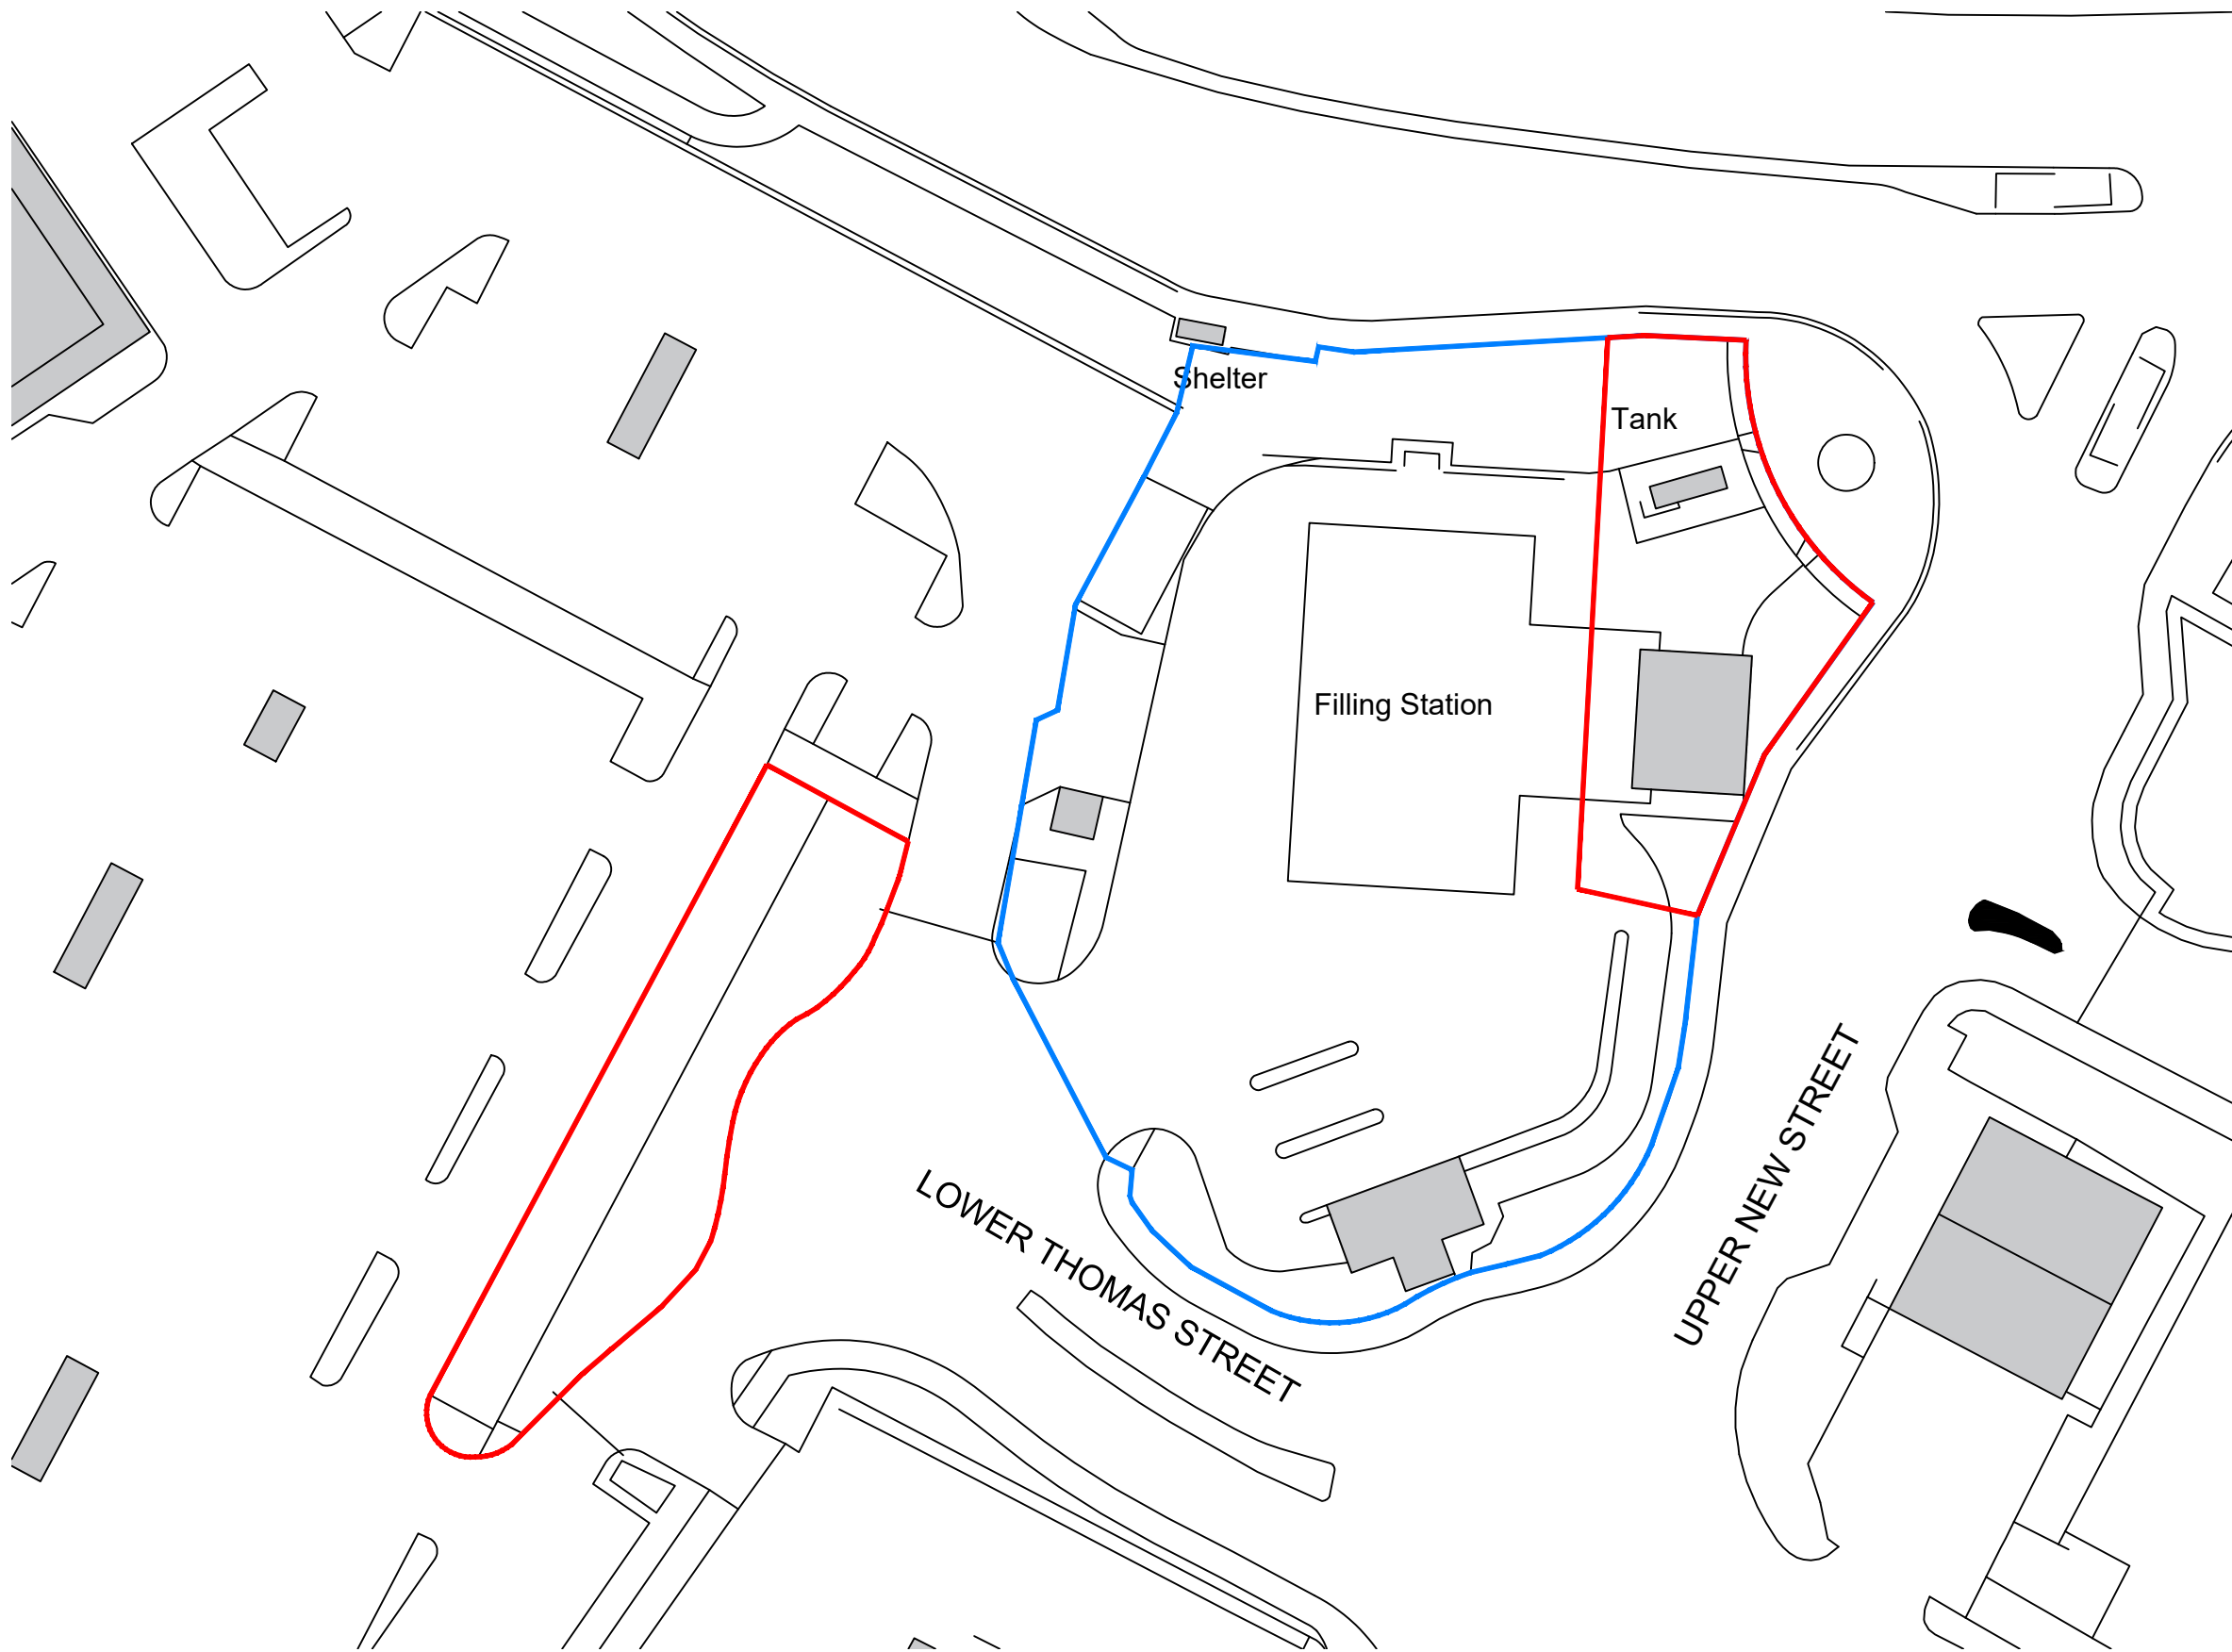 Shelter
Tank
Filling Station
LOWER THOMAS STREET
UPPER NEW STREET